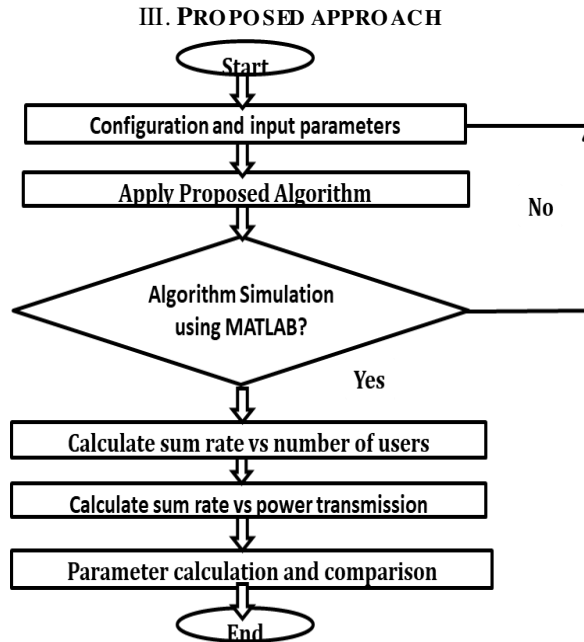 III. PROPOSED APPROACH
Start
Configuration and input parameters
Apply Proposed Algorithm
No
Algorithm Simulation
using MATLAB?
Yes
Calculate sum rate vs number of users
Calculate sum rate vs power transmission
Parameter calculation and comparison
End